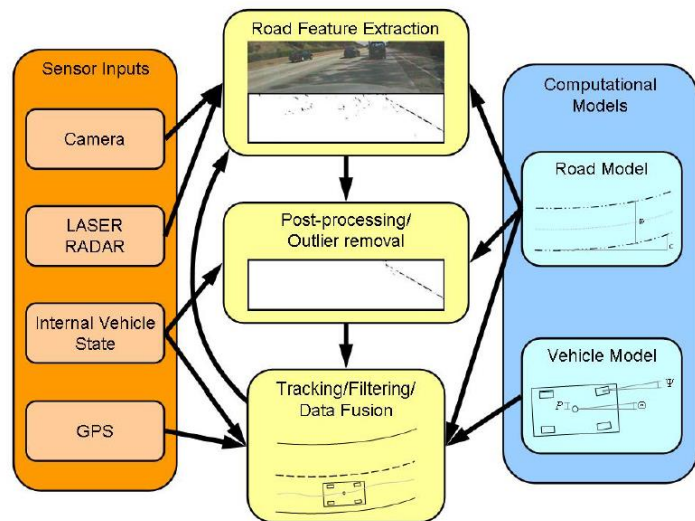 Road Feature Extraction
Sensor Inputs
Camera
LASER
RADAR
Internal Vehicle
State
GPS
Post-processing/
Outlier removal
Tracking/Filtering/
Data Fusion
Computational
Models
Road Model
C
Vehicle Model
P
Θ
Ψ